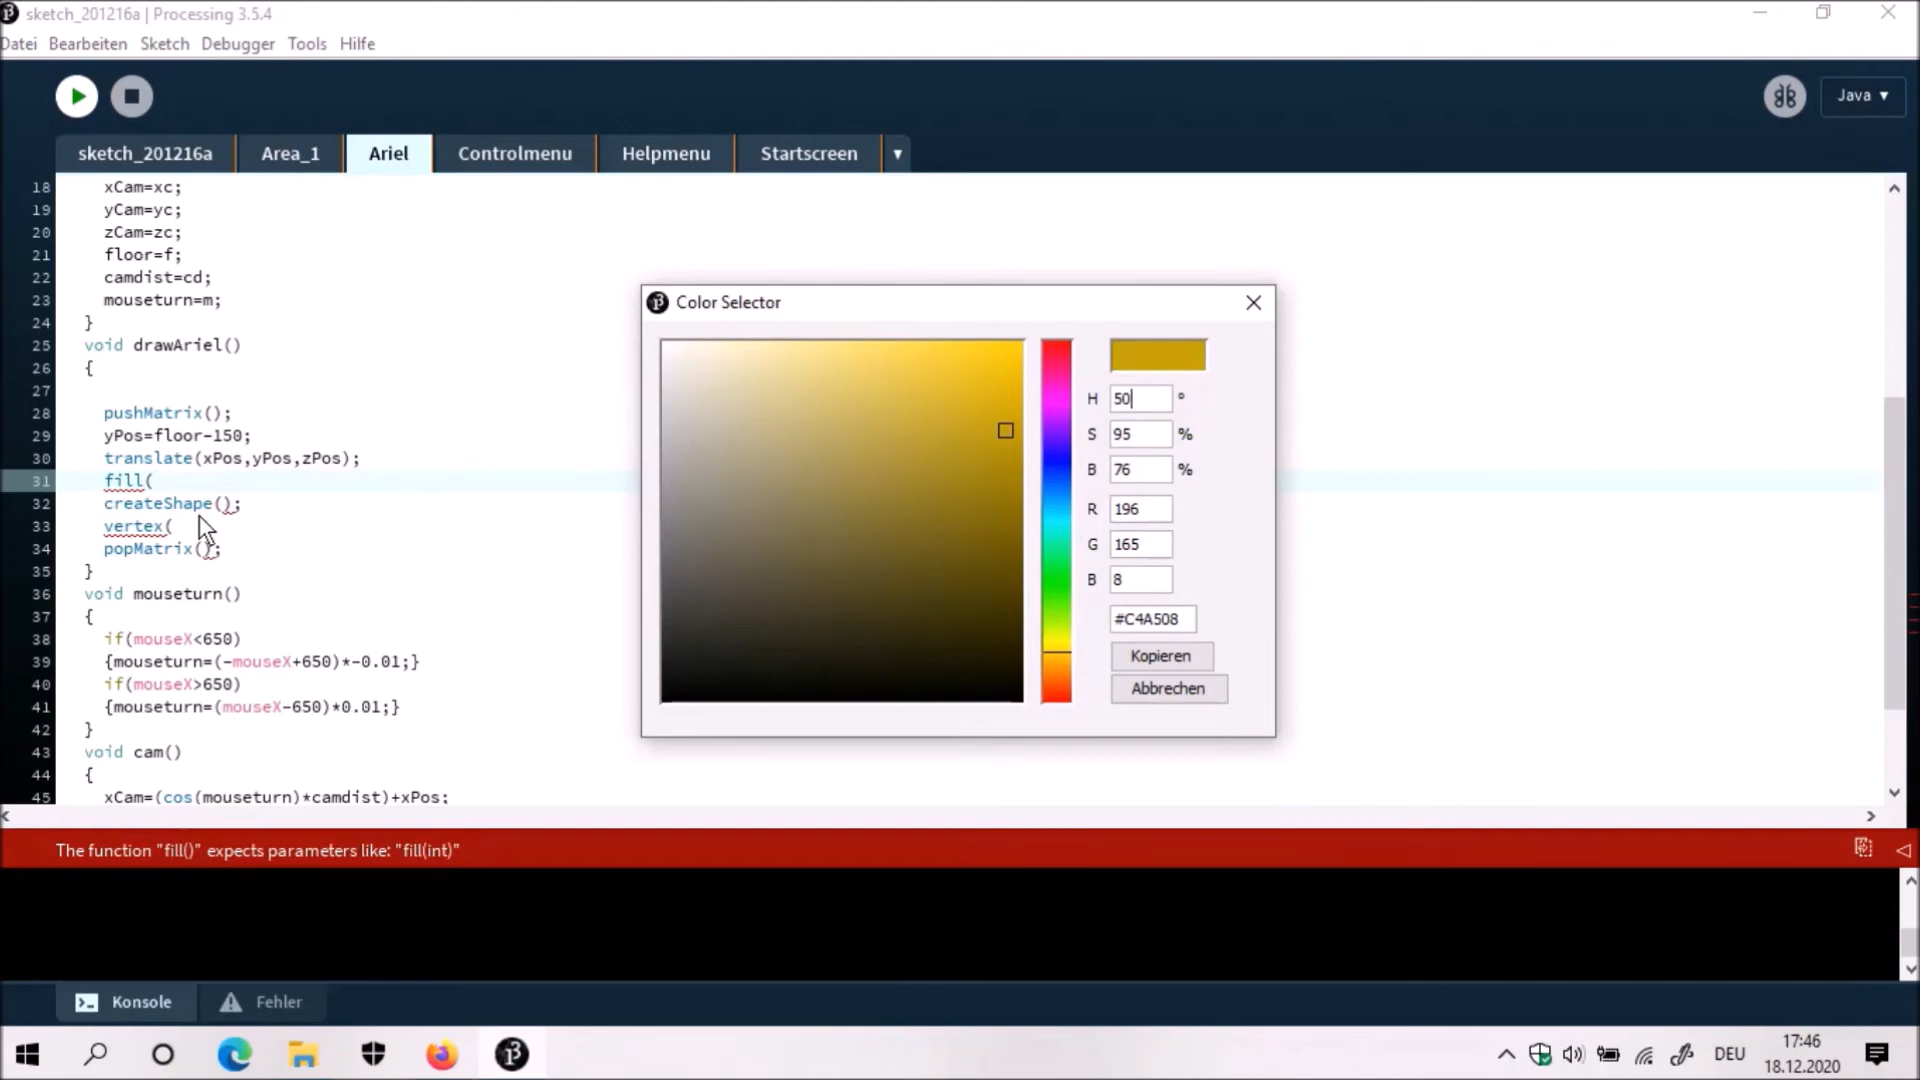 sketch_201216a | Processing 3.5.4
Datei Bearbeiten Sketch Debugger Tools Hilfe
Java ▼
sketch_201216a Area_1 Ariel Controlmenu Helpmenu Startscreen ▼
18 xCam=xc;
19 yCam=yc;
20 zCam=zc;
21 floor=f;
22 camdist=cd;
23 mouseturn=m;
24 }
25 void drawAriel()
26 {
27
28 pushMatrix();
29 yPos=floor-150;
30 translate(xPos,yPos,zPos);
31 fill(
32 createShape();
33 vertex(
34 popMatrix();
35 }
36 void mouseturn()
37 {
38 if(mouseX<650)
39 {mouseturn=(-mouseX+650)*-0.01;}
40 if(mouseX>650)
41 {mouseturn=(mouseX-650)*0.01;}
42 }
43 void cam()
44 {
45 xCam=(cos(mouseturn)*camdist)+xPos;
Color Selector
H 50 °
S 95 %
B 76 %
R 196
G 165
B 8
#C4A508
Kopieren
Abbrechen
The function "fill()" expects parameters like: "fill(int)"
Konsole Fehler
DEU
17:46
18.12.2020